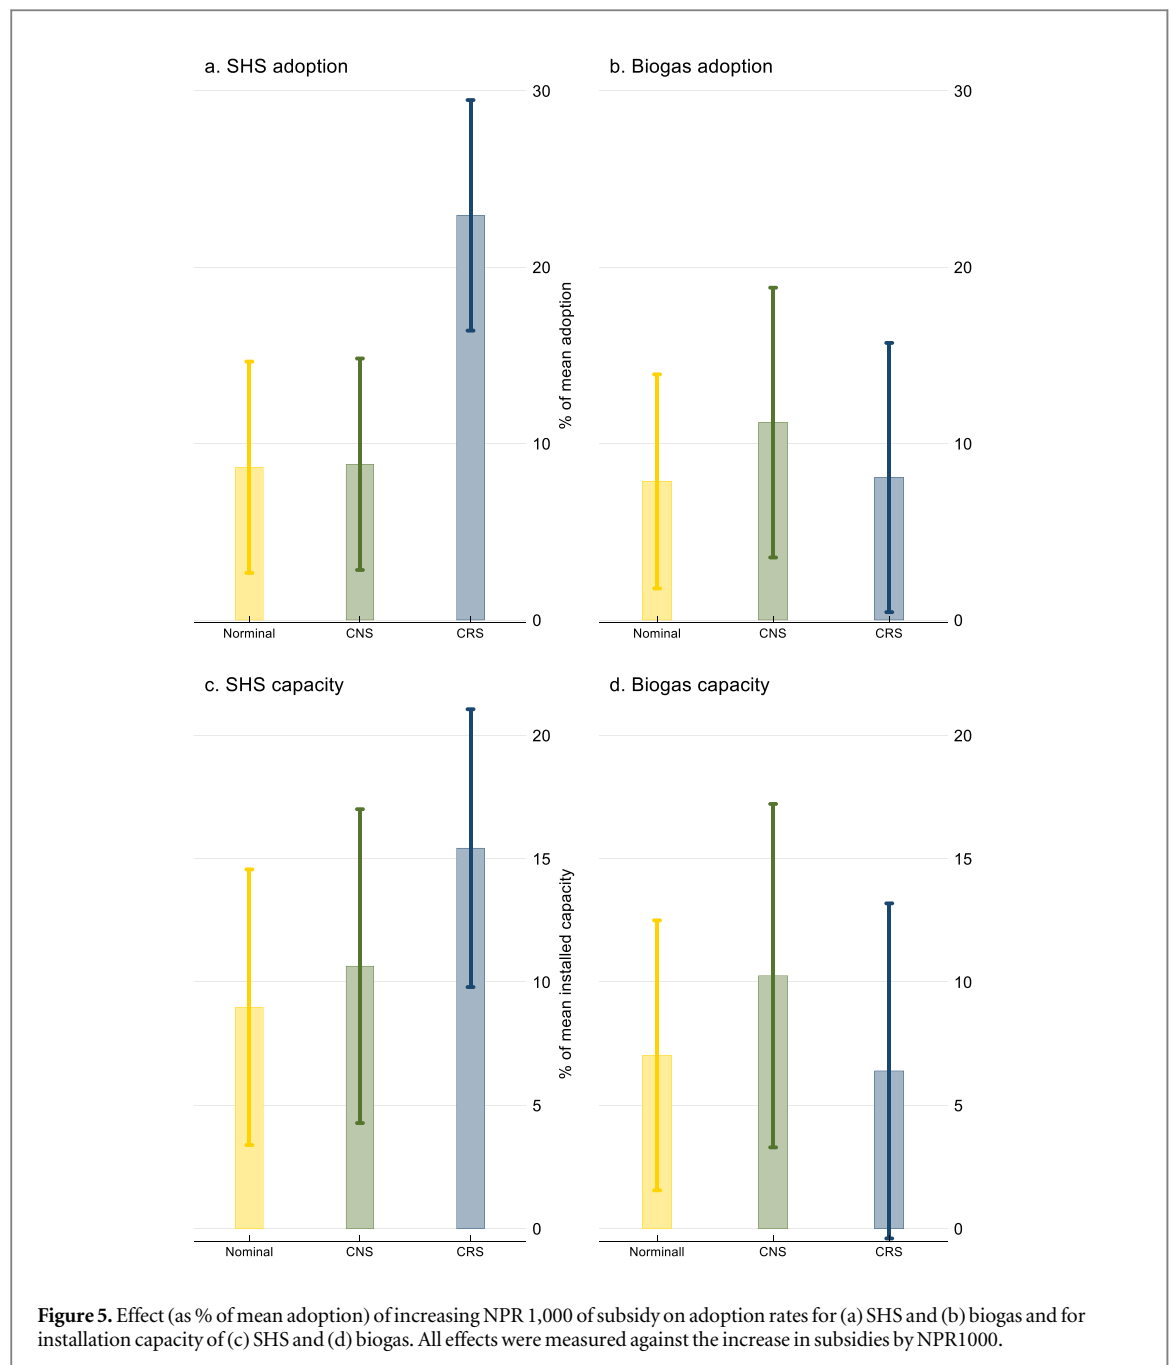 a. SHS adoption
30
20
10
0
% of mean adoption
Norminal CNS CRS
b. Biogas adoption
30
20
10
0
Nominal CNS CRS
c. SHS capacity
20
15
10
5
0
% of mean installed capacity
Nominal CNS CRS
d. Biogas capacity
20
15
10
5
0
Norminall CNS CRS
Figure 5. Effect (as % of mean adoption) of increasing NPR 1,000 of subsidy on adoption rates for (a) SHS and (b) biogas and for
installation capacity of (c) SHS and (d) biogas. All effects were measured against the increase in subsidies by NPR1000.